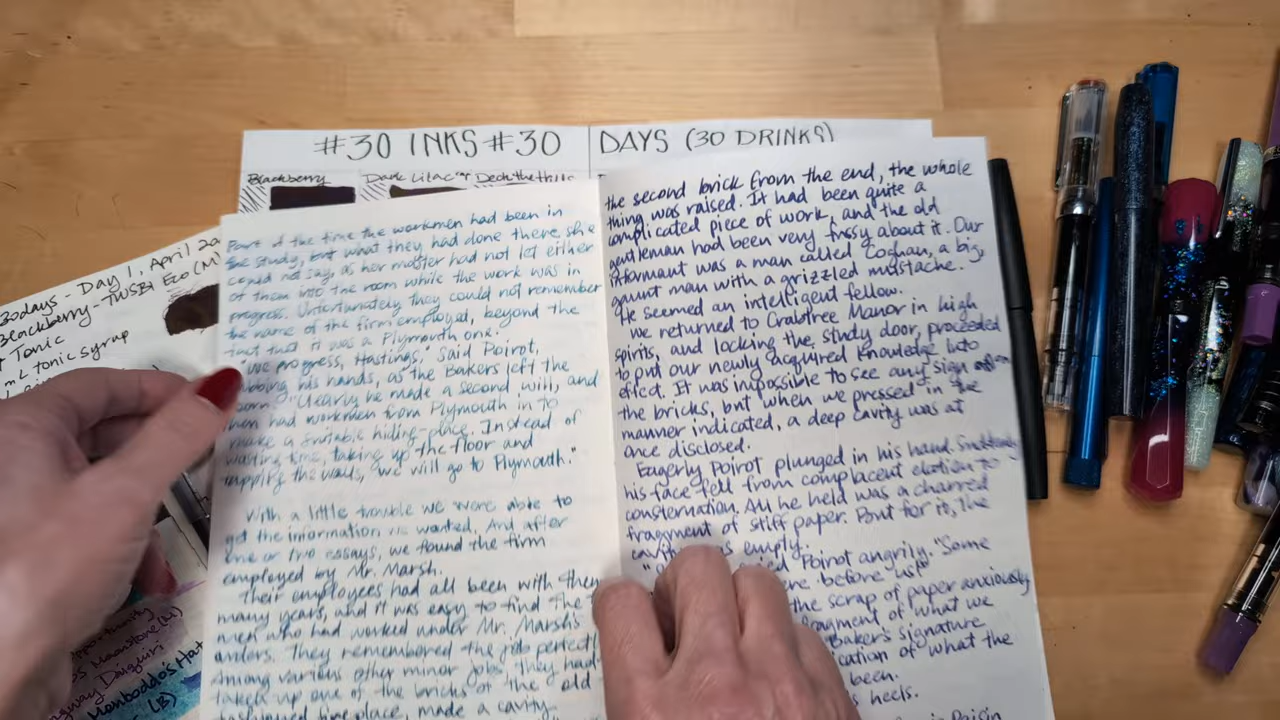 #30 INKS #30 DAYS (30 DRINKS)
Blackberry Dark Lilac Deck the
30days - Day 1, April 20
Blackberry - TWSBI Eco (M)
Tonic
mL tonic syrup
Part of the time the workmen had been in
the study, but what they had done there she
could not say, as her master had not let either
of them into the room while the work was in
progress. Unfortunately they could not remember
the name of the firm employed, beyond the
fact that it was a Plymouth one.
"We progress, Hastings," said Poirot,
rubbing his hands, as the Bakers left the
room. "Clearly he made a second will, and
then had workmen from Plymouth in to
make a suitable hiding-place. Instead of
wasting time, taking up the floor and
tapping the walls, we will go to Plymouth."
With a little trouble we were able to
get the information we wanted. And after
one or two essays, we found the firm
employed by Mr. Marsh.
Their employees had all been with them
many years, and it was easy to find the
men who had worked under Mr. Marsh's
orders. They remembered the job perfectly.
Among various other minor jobs, they had
taken up one of the bricks of the old
fashioned fireplace, made a cavity
the second brick from the end, the whole
thing was raised. It had been quite a
complicated piece of work, and the old
gentleman had been very fussy about it. Our
informant was a man called Coghan, a big,
gaunt man with a grizzled mustache.
He seemed an intelligent fellow.
We returned to Crabtree Manor in high
spirits, and locking the study door, proceeded
to put our newly acquired knowledge into
effect. It was impossible to see any sign on
the bricks, but when we pressed in the
manner indicated, a deep cavity was at
once disclosed.
Eagerly Poirot plunged in his hand. Suddenly
his face fell from complacent elation to
consternation. All he held was a charred
fragment of stiff paper. But for it, the
empty.
Poirot angrily. "Some
before us"
the scrap of paper anxiously
fragment of what we
Baker's signature
of what the
been.
heels.
Moonstone
Daiquiri
Monboddo's Hat
(B)